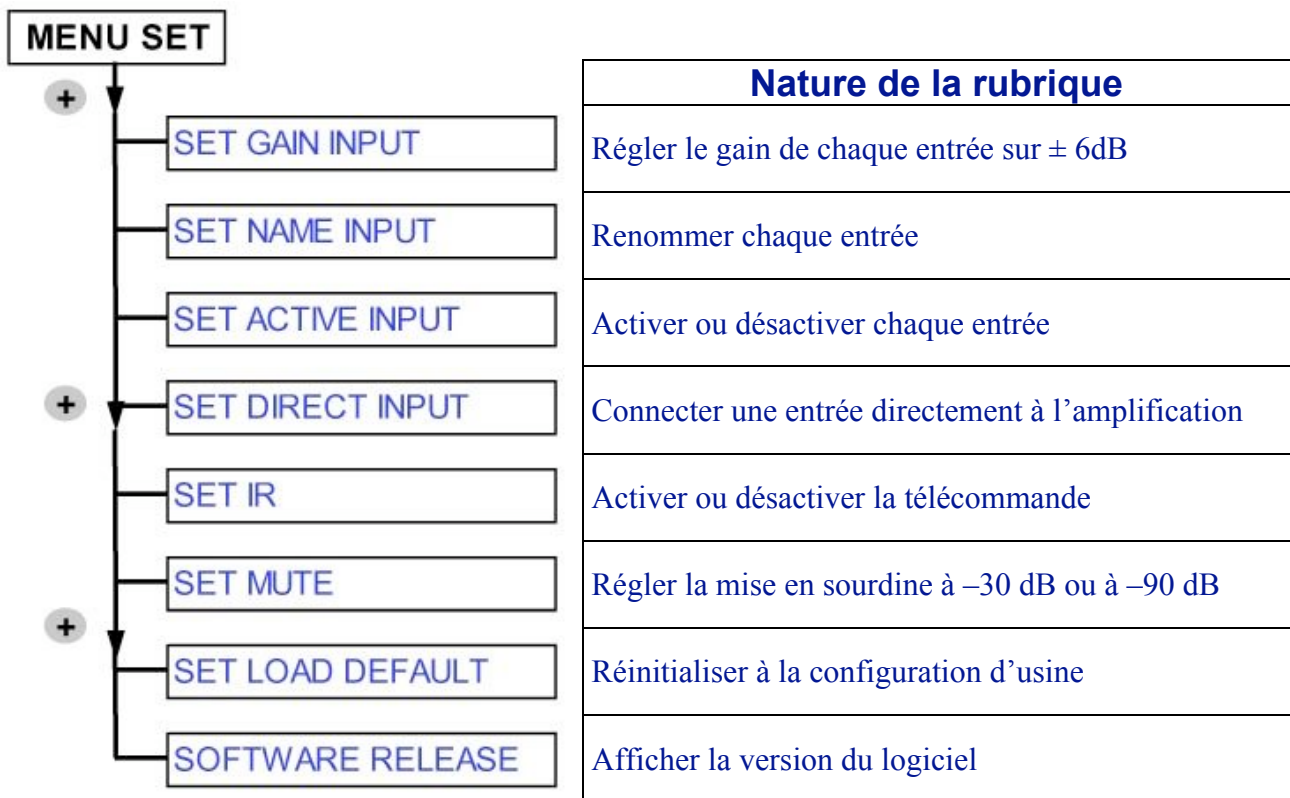 MENU SET
Nature de la rubrique
+
SET GAIN INPUT
Régler le gain de chaque entrée sur ± 6dB
SET NAME INPUT
Renommer chaque entrée
SET ACTIVE INPUT
Activer ou désactiver chaque entrée
+
SET DIRECT INPUT
Connecter une entrée directement à l’amplification
SET IR
Activer ou désactiver la télécommande
SET MUTE
Régler la mise en sourdine à –30 dB ou à –90 dB
+
SET LOAD DEFAULT
Réinitialiser à la configuration d’usine
SOFTWARE RELEASE
Afficher la version du logiciel